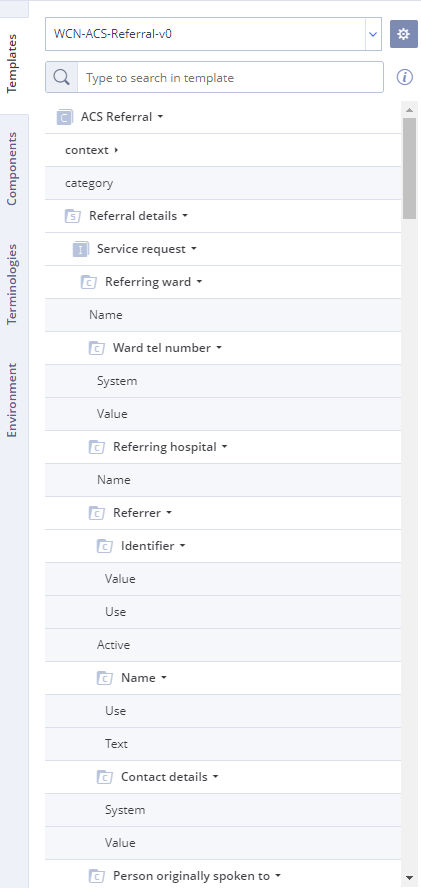 Templates
Components
Terminologies
Environment
WCN-ACS-Referral-v0
Type to search in template
ACS Referral
context
category
Referral details
Service request
Referring ward
Name
Ward tel number
System
Value
Referring hospital
Name
Referrer
Identifier
Value
Use
Active
Name
Use
Text
Contact details
System
Value
Person originally spoken to